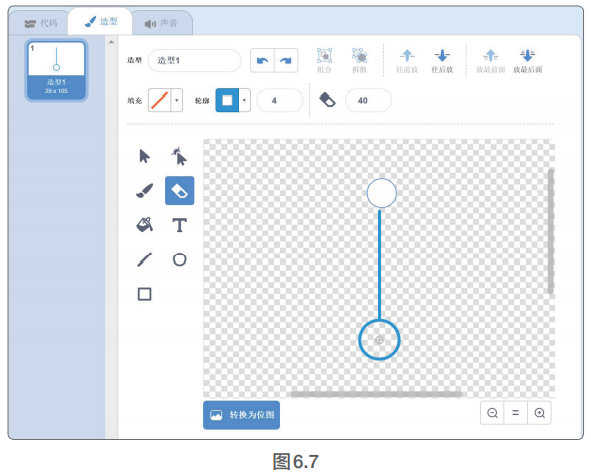 代码 造型 声音
1
造型1
29 x 105
造型 造型1 组合 拆散 往前放 往后放 放最前面 放最后面
填充 轮廓 4 40
T
转换为位图
图6.7